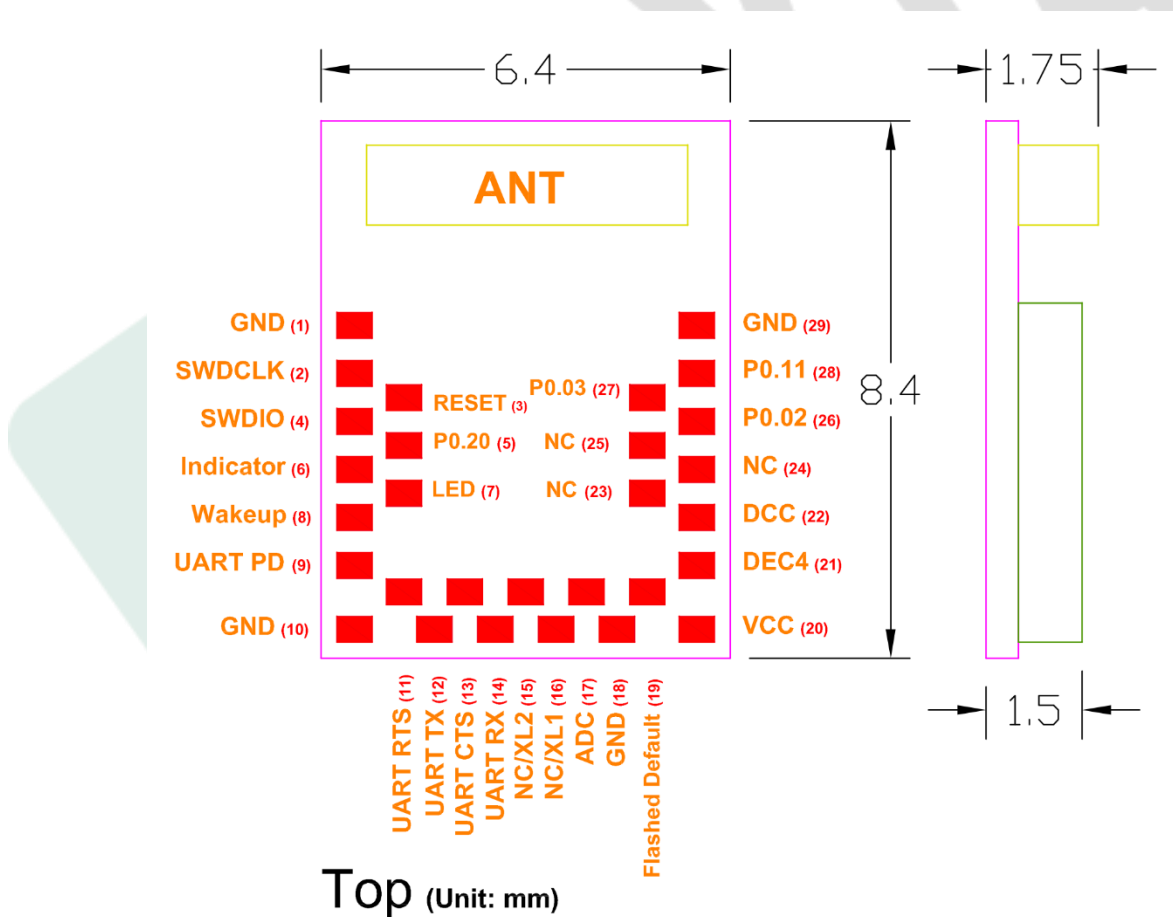 6.4
1.75
ANT
8.4
GND (1)
SWDCLK (2)
RESET (3)
SWDIO (4)
P0.20 (5)
Indicator (6)
LED (7)
Wakeup (8)
UART PD (9)
GND (10)
UART RTS (11)
UART TX (12)
UART CTS (13)
UART RX (14)
NC/XL2 (15)
NC/XL1 (16)
ADC (17)
GND (18)
Flashed Default (19)
VCC (20)
DEC4 (21)
DCC (22)
NC (23)
NC (24)
NC (25)
P0.02 (26)
P0.03 (27)
P0.11 (28)
GND (29)
1.5
Top (Unit: mm)